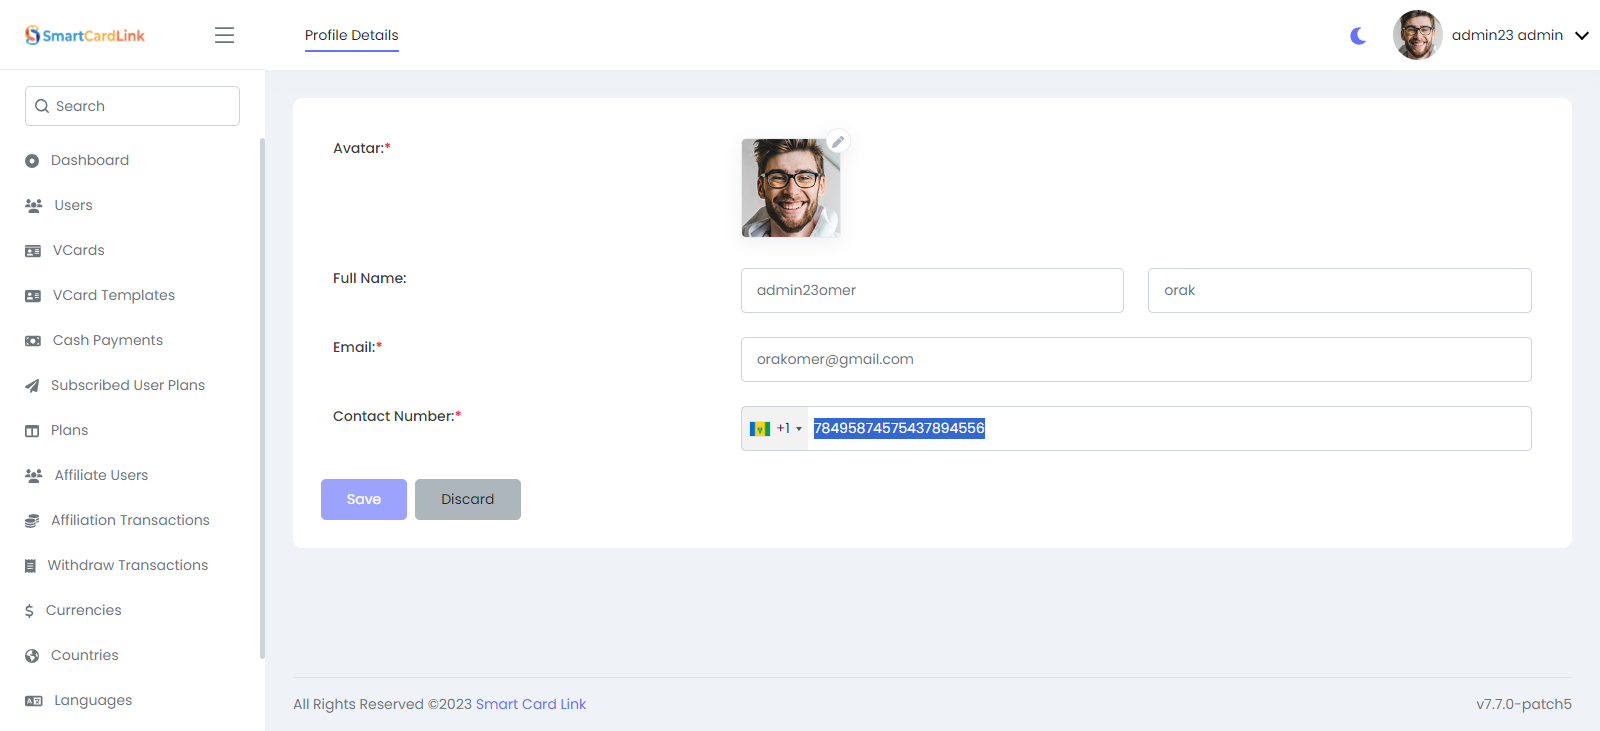 SmartCardLink
Profile Details
admin23 admin
Search
Dashboard
Users
VCards
VCard Templates
Cash Payments
Subscribed User Plans
Plans
Affiliate Users
Affiliation Transactions
Withdraw Transactions
Currencies
Countries
Languages
Avatar:*
Full Name:
admin23omer
orak
Email:*
orakomer@gmail.com
Contact Number:*
+1
78495874575437894556
Save
Discard
All Rights Reserved ©2023 Smart Card Link
v7.7.0-patch5